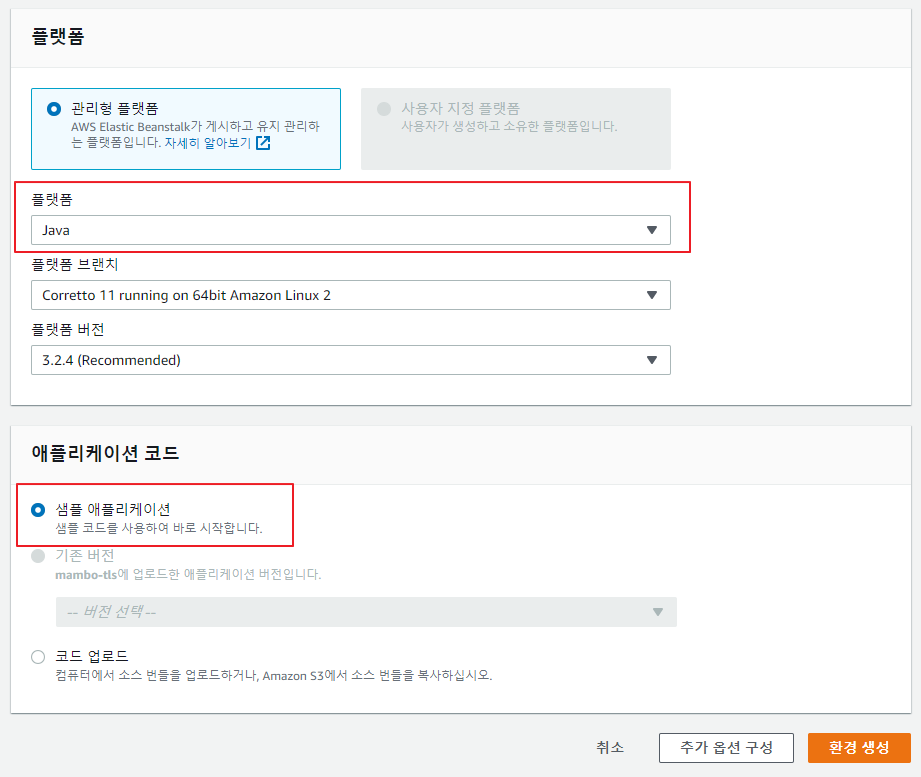 플랫폼
관리형 플랫폼
AWS Elastic Beanstalk가 게시하고 유지 관리하
는 플랫폼입니다. 자세히 알아보기
사용자 지정 플랫폼
사용자가 생성하고 소유한 플랫폼입니다.
플랫폼
Java
플랫폼 브랜치
Corretto 11 running on 64bit Amazon Linux 2
플랫폼 버전
3.2.4 (Recommended)
애플리케이션 코드
샘플 애플리케이션
샘플 코드를 사용하여 바로 시작합니다.
기존 버전
mambo-tls에 업로드한 애플리케이션 버전입니다.
-- 버전 선택 --
코드 업로드
컴퓨터에서 소스 번들을 업로드하거나, Amazon S3에서 소스 번들을 복사하십시오.
취소
추가 옵션 구성
환경 생성